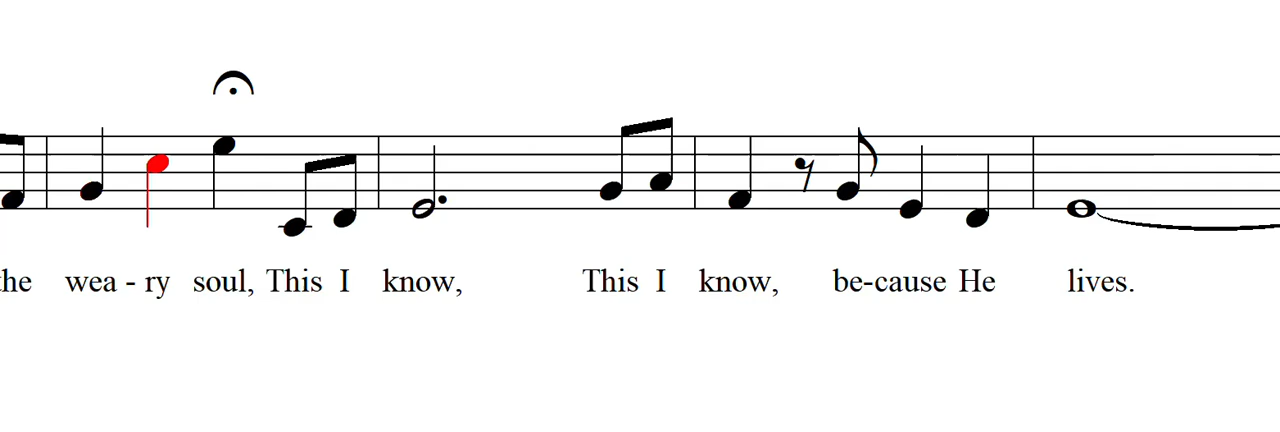 the wea - ry soul, This I know, This I know, be-cause He lives.